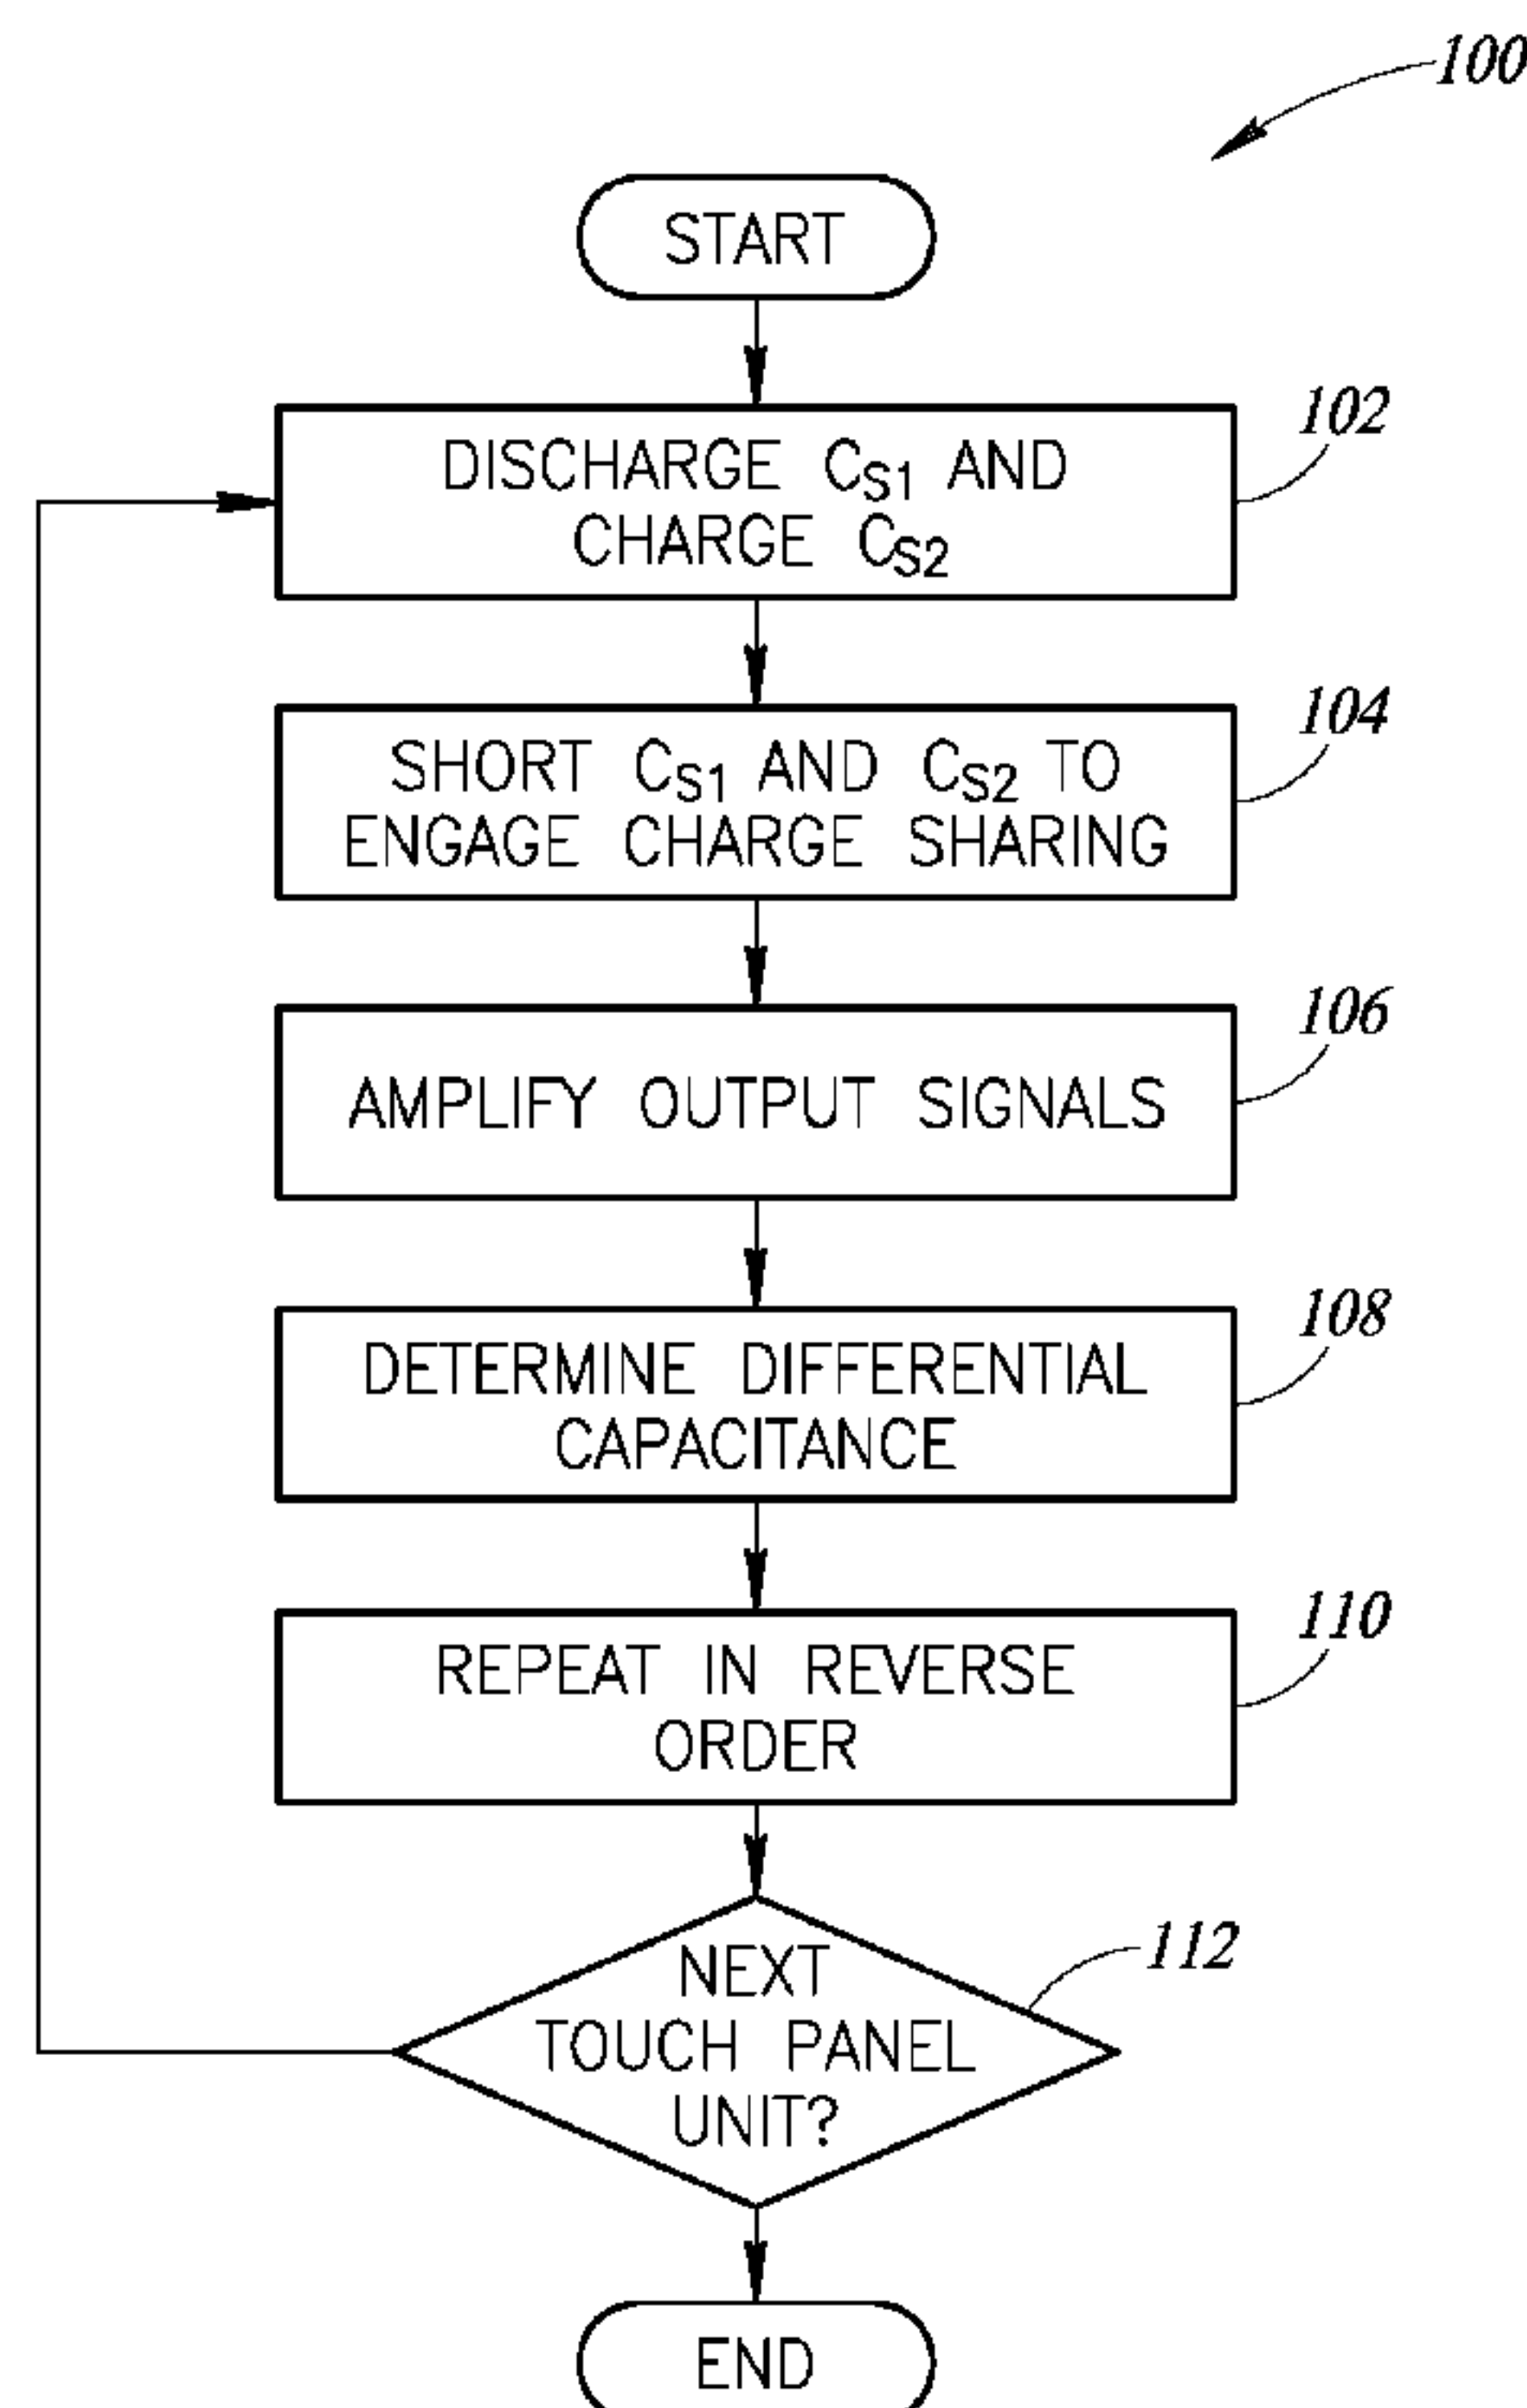 100
START
DISCHARGE CS1 AND
CHARGE CS2
102
SHORT CS1 AND CS2 TO
ENGAGE CHARGE SHARING
104
AMPLIFY OUTPUT SIGNALS
106
DETERMINE DIFFERENTIAL
CAPACITANCE
108
REPEAT IN REVERSE
ORDER
110
NEXT
TOUCH PANEL
UNIT?
112
END